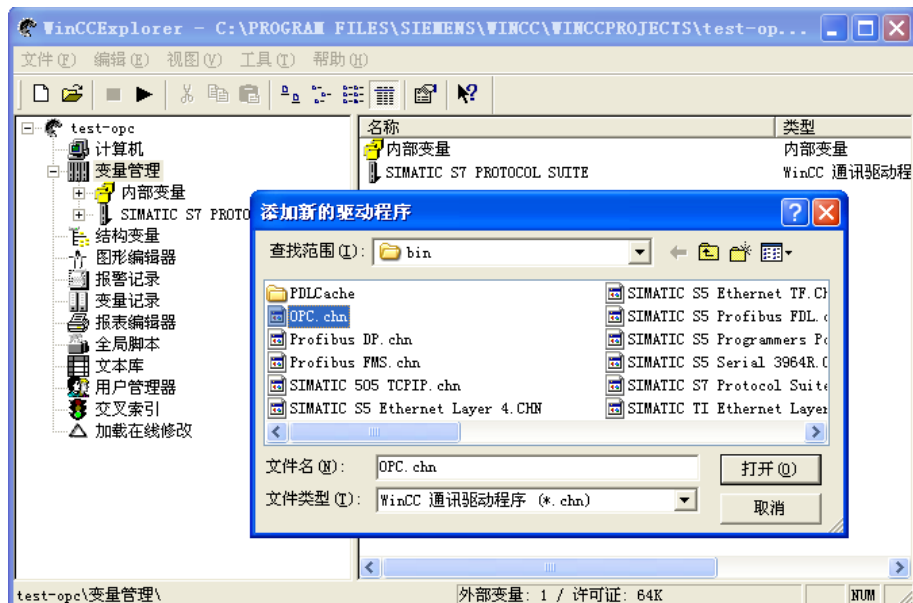 WinCCExplorer - C:\PROGRAM FILES\SIEMENS\WINCC\WINCCPROJECTS\test-op...
文件(F) 编辑(E) 视图(V) 工具(T) 帮助(H)
test-opc
计算机
变量管理
内部变量
SIMATIC S7 PROTO
结构变量
图形编辑器
报警记录
变量记录
报表编辑器
全局脚本
文本库
用户管理器
交叉索引
加载在线修改
名称 类型
内部变量 内部变量
SIMATIC S7 PROTOCOL SUITE WinCC 通讯驱动程
添加新的驱动程序
查找范围(I): bin
PDLCache
OPC.chn
Profibus DP.chn
Profibus FMS.chn
SIMATIC 505 TCPIP.chn
SIMATIC S5 Ethernet Layer 4.CHN
SIMATIC S5 Ethernet TF.CH
SIMATIC S5 Profibus FDL.c
SIMATIC S5 Programmers Po
SIMATIC S5 Serial 3964R.C
SIMATIC S7 Protocol Suite
SIMATIC TI Ethernet Layer
文件名(N): OPC.chn 打开(O)
文件类型(T): WinCC 通讯驱动程序 (*.chn) 取消
test-opc\变量管理\ 外部变量: 1 / 许可证: 64K NUM